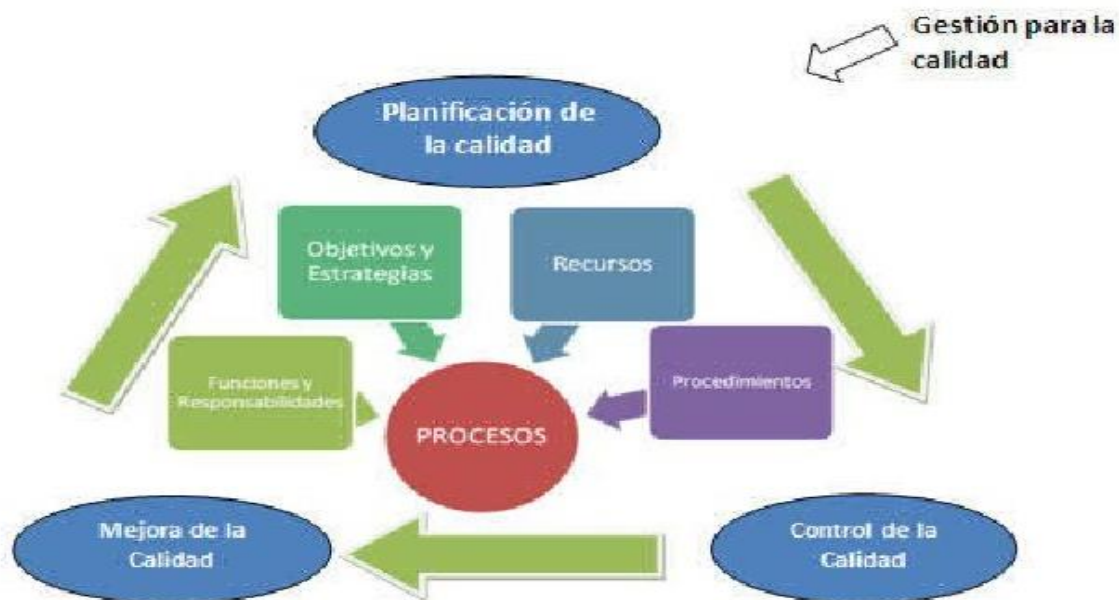 Gestión para la
calidad
Planificación de
la calidad
Objetivos y
Estrategias
Recursos
Funciones y
Responsabilidades
Procedimientos
PROCESOS
Mejora de la
Calidad
Control de la
Calidad